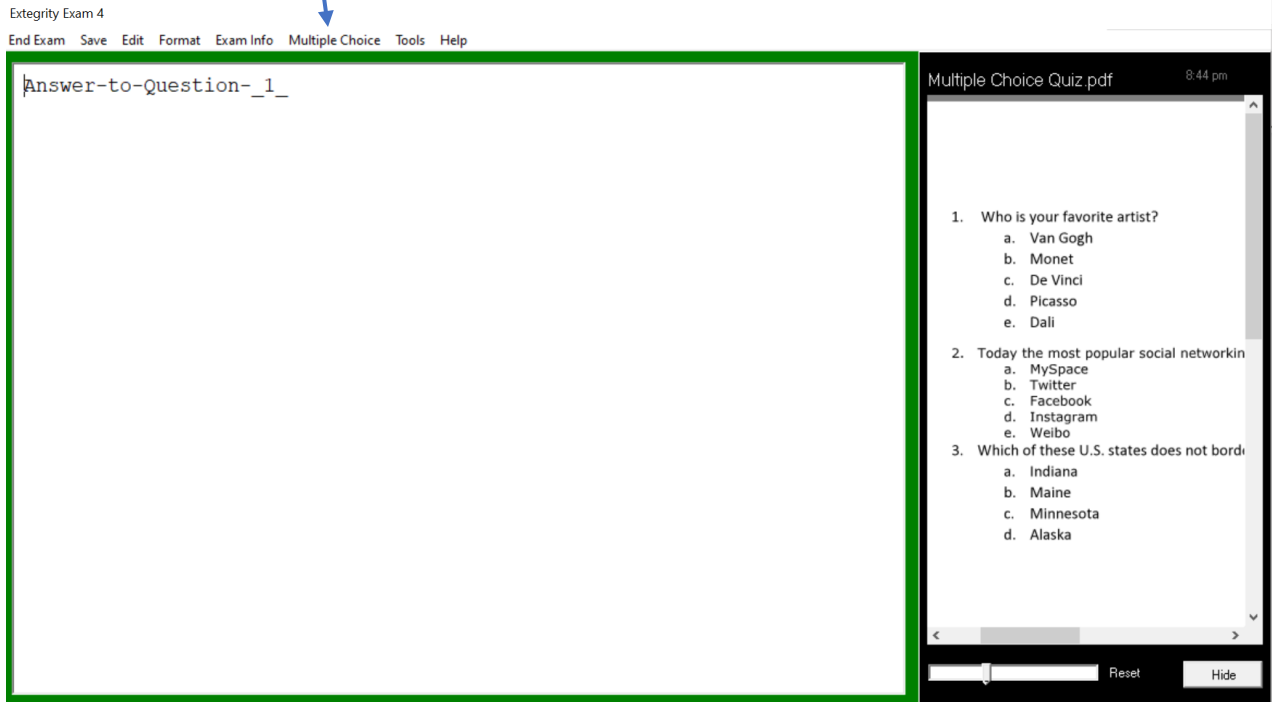 Extegrity Exam 4
End Exam Save Edit Format Exam Info Multiple Choice Tools Help
Answer-to-Question-_1_
Multiple Choice Quiz.pdf 8:44 pm
1. Who is your favorite artist?
a. Van Gogh
b. Monet
c. De Vinci
d. Picasso
e. Dali
2. Today the most popular social networkin
a. MySpace
b. Twitter
c. Facebook
d. Instagram
e. Weibo
3. Which of these U.S. states does not bord
a. Indiana
b. Maine
c. Minnesota
d. Alaska
Reset Hide